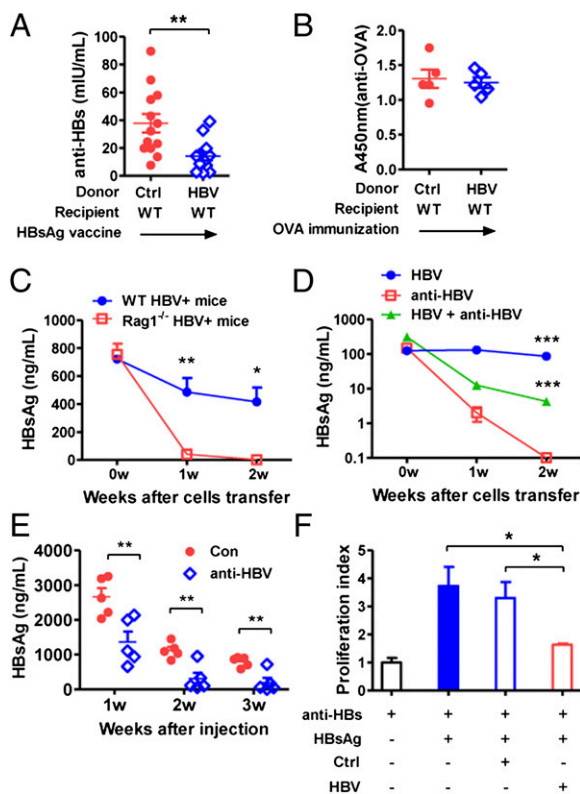 A
**
anti-HBs (mIU/mL)
100
80
60
40
20
0
Donor Ctrl HBV
Recipient WT WT
HBsAg vaccine
B
A450nm(anti-OVA)
2.0
1.5
1.0
0.5
0.0
Donor Ctrl HBV
Recipient WT WT
OVA immunization
C
WT HBV+ mice
Rag1-/- HBV+ mice
HBsAg (ng/mL)
1000
800
600
400
200
0
** *
0w 1w 2w
Weeks after cells transfer
D
HBV
anti-HBV
HBV + anti-HBV
HBsAg (ng/mL)
1000
100
10
1
0.1
***
***
0w 1w 2w
Weeks after cells transfer
E
Con
anti-HBV
HBsAg (ng/mL)
4000
3000
2000
1000
0
** ** **
1w 2w 3w
Weeks after injection
F
Proliferation index
5
4
3
2
1
0
*
*
anti-HBs + + + +
HBsAg - + + +
Ctrl - - + -
HBV - - - +